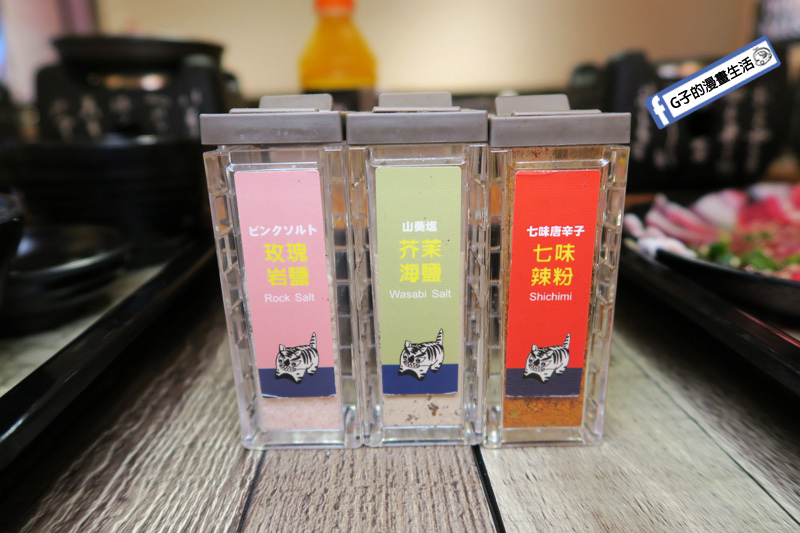 G子的漫畫生活
ピンクソルト
玫瑰
岩鹽
Rock Salt
山葵塩
芥茉
海鹽
Wasabi Salt
七味唐辛子
七味
辣粉
Shichimi